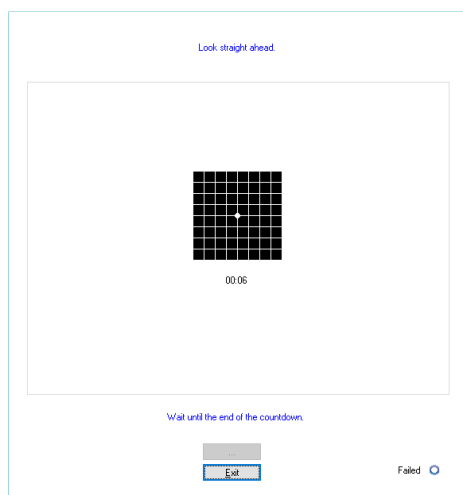 Look straight ahead.
00:06
Wait until the end of the countdown.
...
Exit
Failed